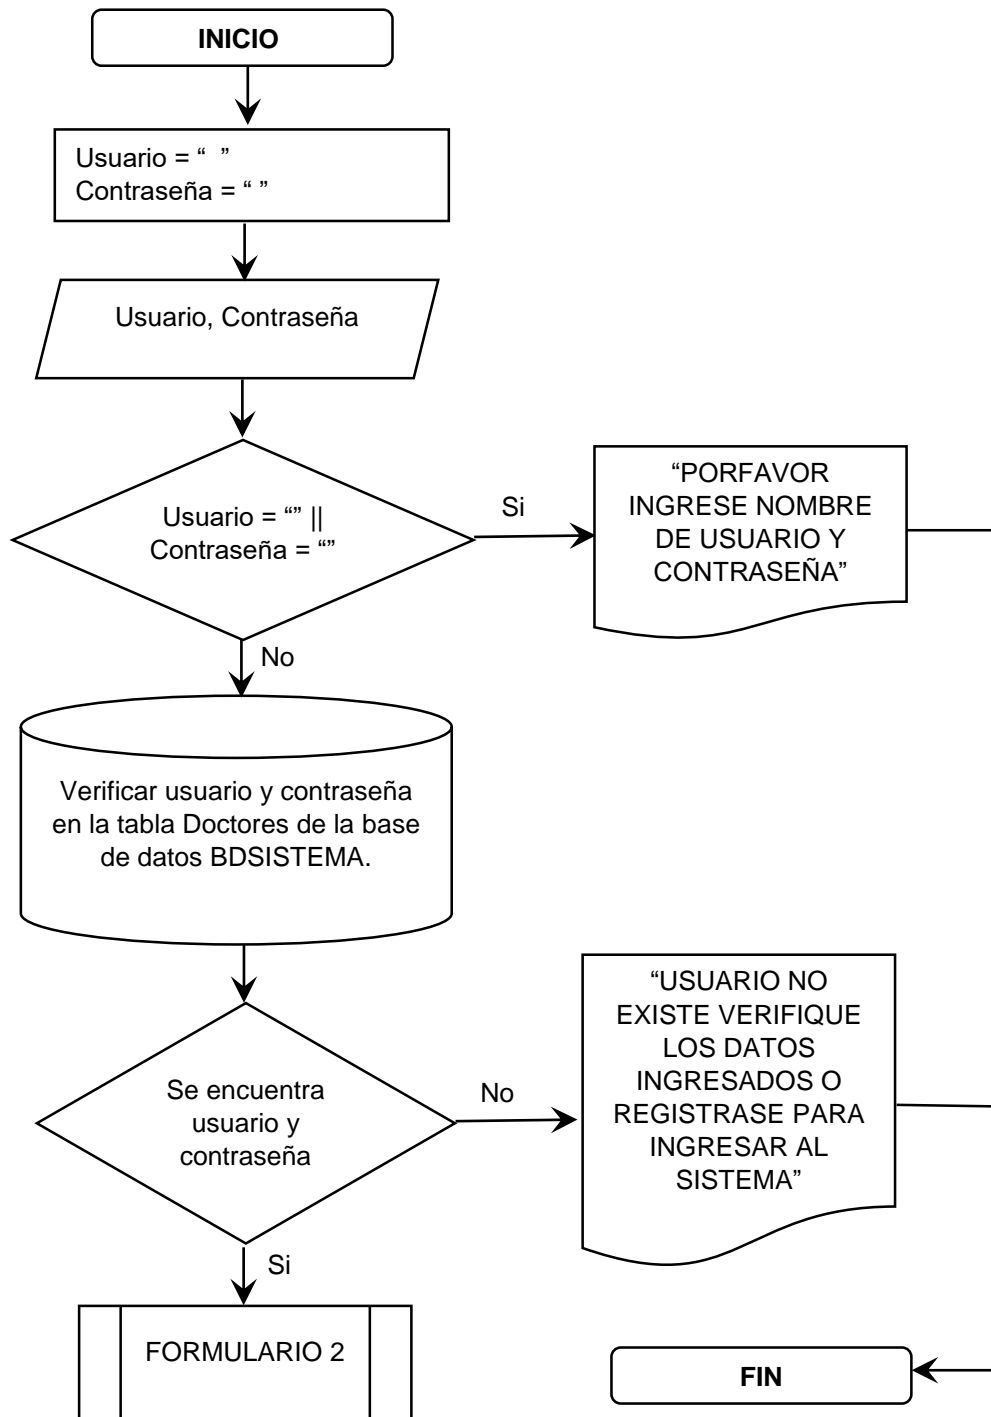 INICIO
Usuario = “  ”
Contraseña = “ ”
Usuario, Contraseña
Usuario = “” ||
Contraseña = “”
Si
“PORFAVOR
INGRESE NOMBRE
DE USUARIO Y
CONTRASEÑA”
No
Verificar usuario y contraseña
en la tabla Doctores de la base
de datos BDSISTEMA.
Se encuentra
usuario y
contraseña
No
“USUARIO NO
EXISTE VERIFIQUE
LOS DATOS
INGRESADOS O
REGISTRASE PARA
INGRESAR AL
SISTEMA”
Si
FORMULARIO 2
FIN